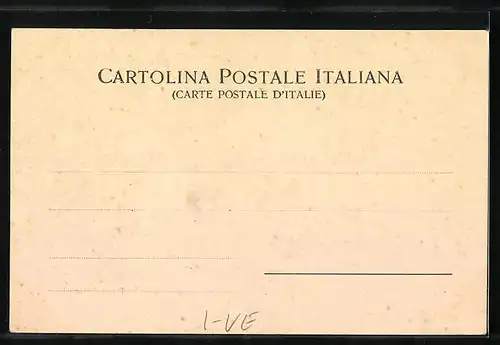 CARTOLINA POSTALE ITALIANA
(CARTE POSTALE D'ITALIE)
I-VE